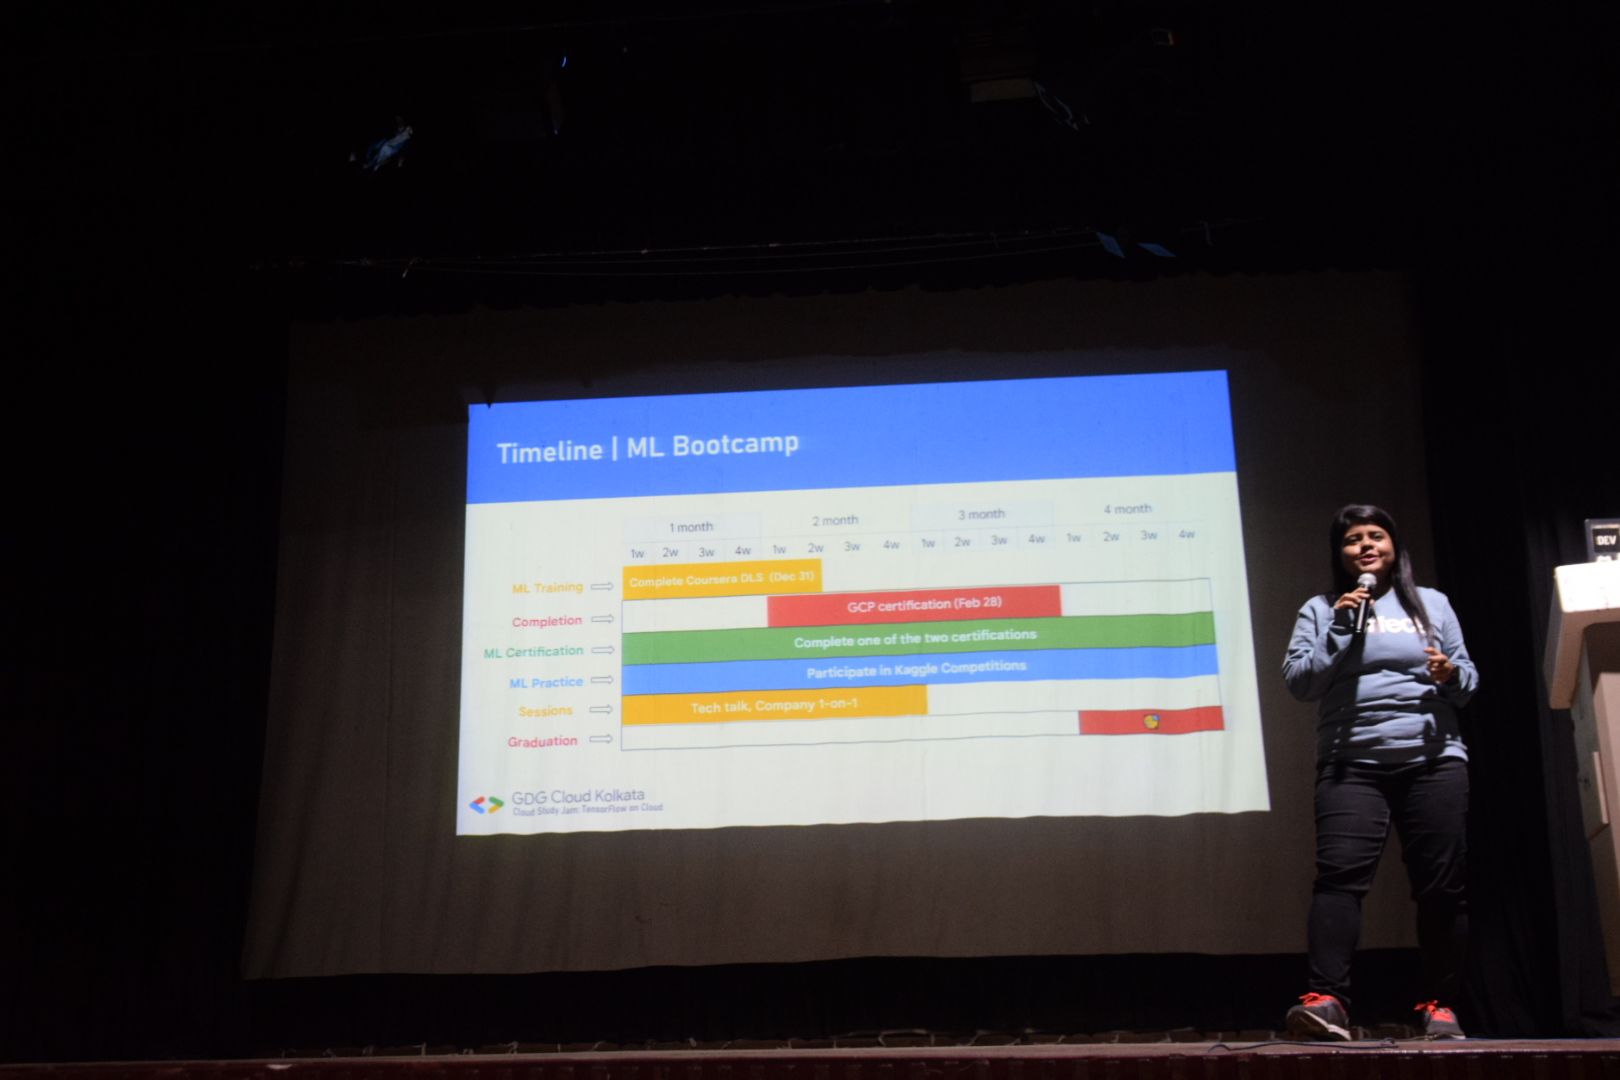 Timeline | ML Bootcamp
1 month 2 month 3 month 4 month
1w 2w 3w 4w 1w 2w 3w 4w 1w 2w 3w 4w 1w 2w 3w 4w
ML Training Complete Coursera DLS (Dec 31)
Completion GCP certification (Feb 28)
ML Certification Complete one of the two certifications
ML Practice Participate in Kaggle Competitions
Sessions Tech talk, Company 1-on-1
Graduation
GDG Cloud Kolkata
Cloud Study Jam: TensorFlow on Cloud
DEV